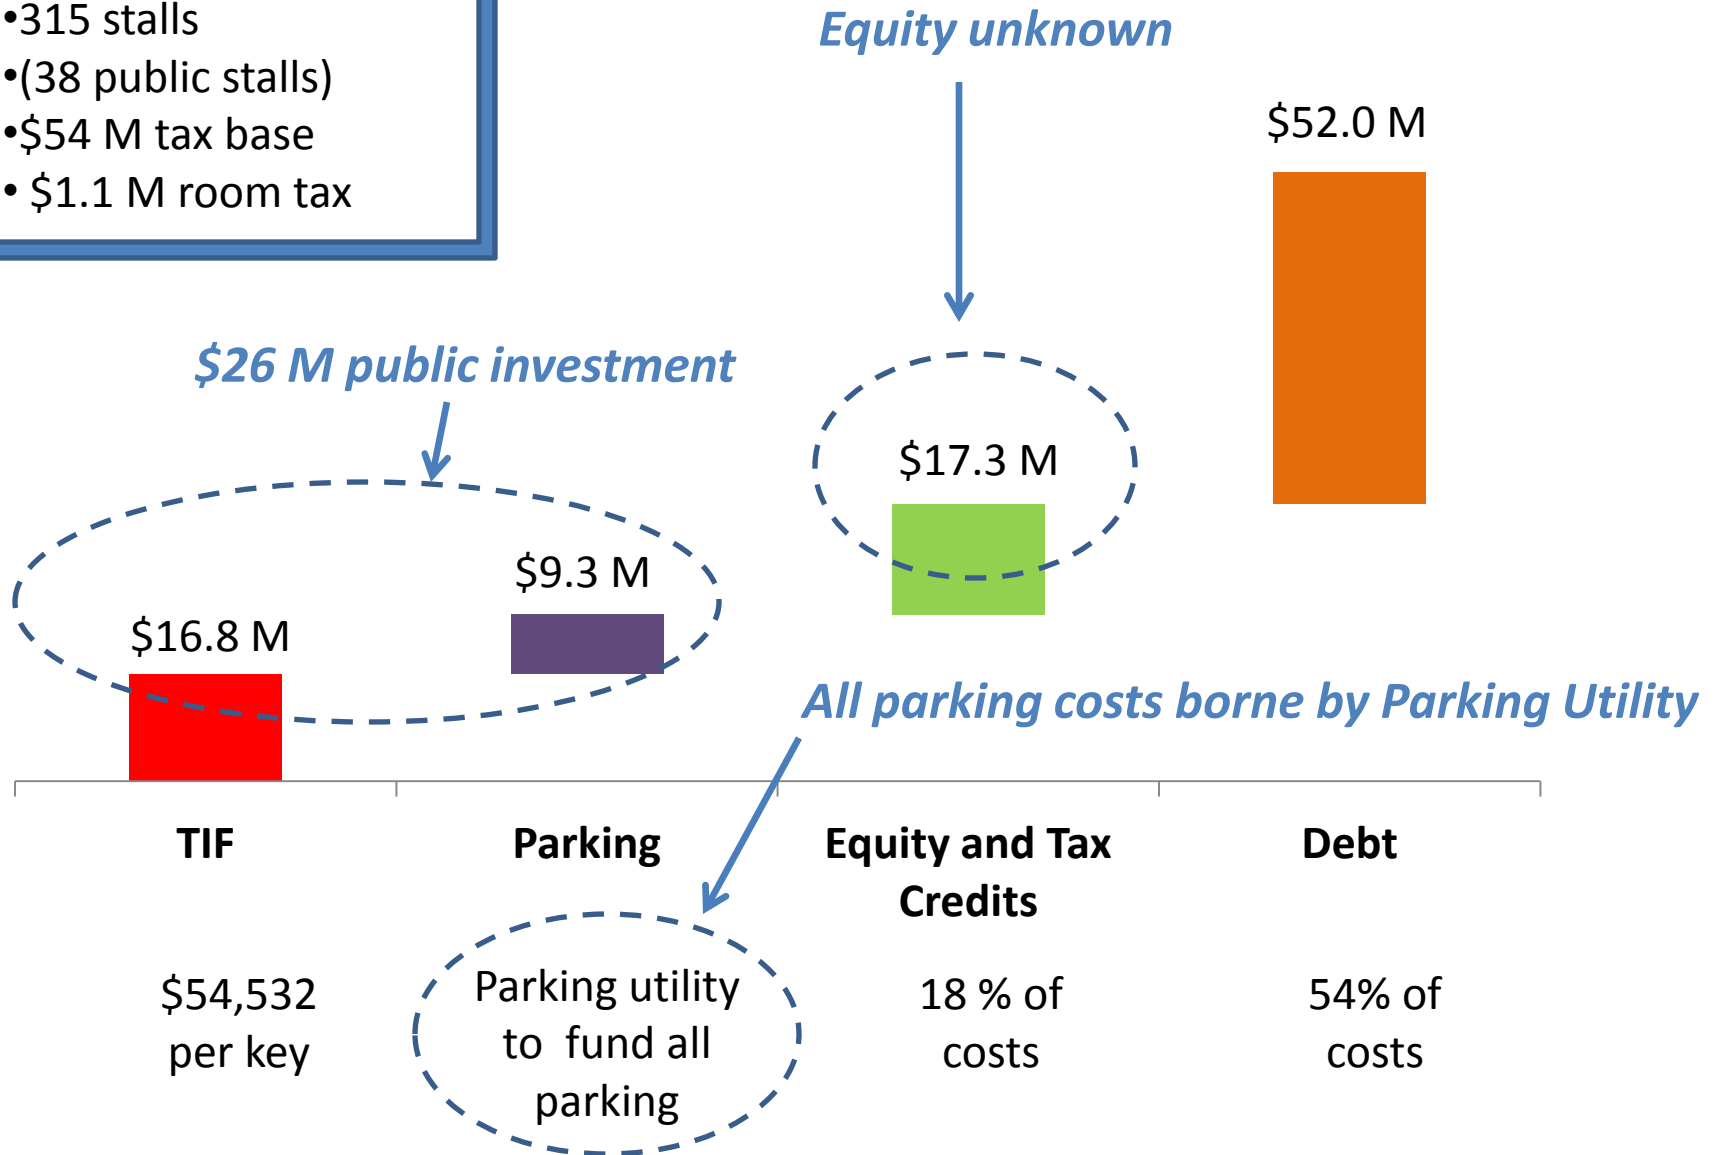 •315 stalls
•(38 public stalls)
•$54 M tax base
• $1.1 M room tax
Equity unknown
$52.0 M
$26 M public investment
$17.3 M
$9.3 M
$16.8 M
All parking costs borne by Parking Utility
TIF
Parking
Equity and Tax
Credits
Debt
$54,532
per key
Parking utility
to  fund all
parking
18 % of
costs
54% of
costs